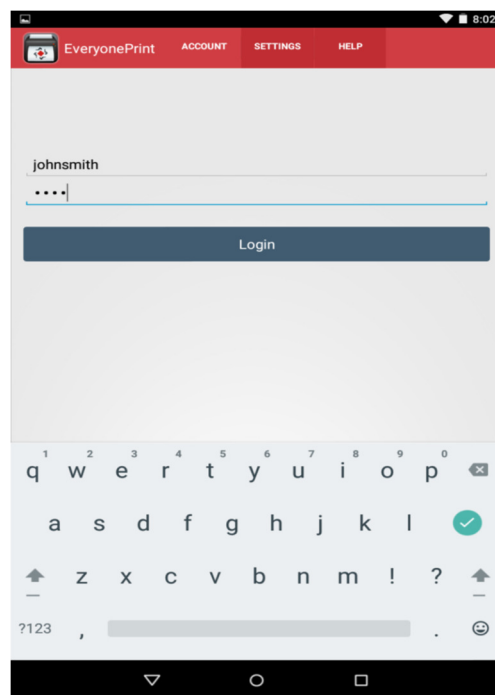 8:02
EveryonePrint ACCOUNT SETTINGS HELP
johnsmith
••••
Login
1 2 3 4 5 6 7 8 9 0
q w e r t y u i o p
a s d f g h j k l
z x c v b n m ! ?
?123 , .